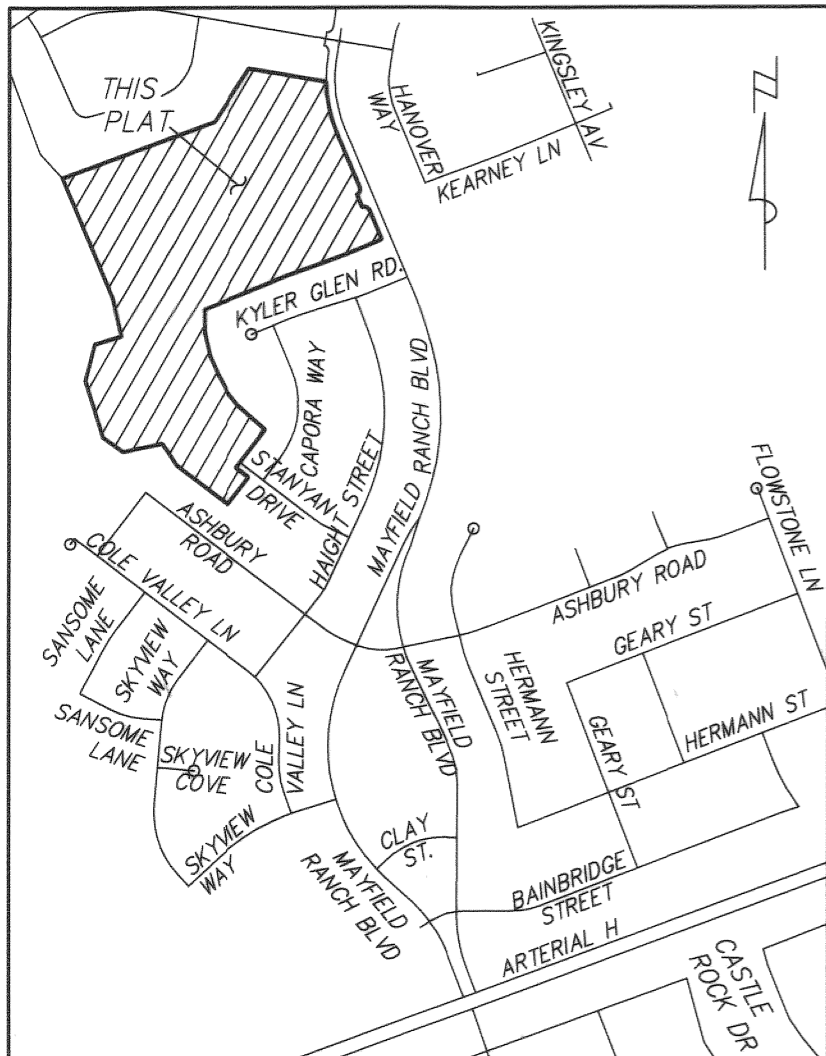 THIS
PLAT
HANOVER
WAY
KINGSLEY AV
KEARNEY LN
N
KYLER GLEN RD.
CAPORA WAY
STANYAN
DRIVE
HAIGHT STREET
MAYFIELD RANCH BLVD
ASHBURY
ROAD
COLE VALLEY LN
SANSOME
LANE
SKYVIEW
WAY
SANSOME
LANE
SKYVIEW
COVE
COLE
VALLEY LN
SKYVIEW
WAY
MAYFIELD
RANCH BLVD
CLAY
ST.
MAYFIELD
RANCH BLVD
HERMANN
STREET
FLOWSTONE LN
ASHBURY ROAD
GEARY ST
GEARY ST
HERMANN ST
BAINBRIDGE
STREET
ARTERIAL H
CASTLE
ROCK DR